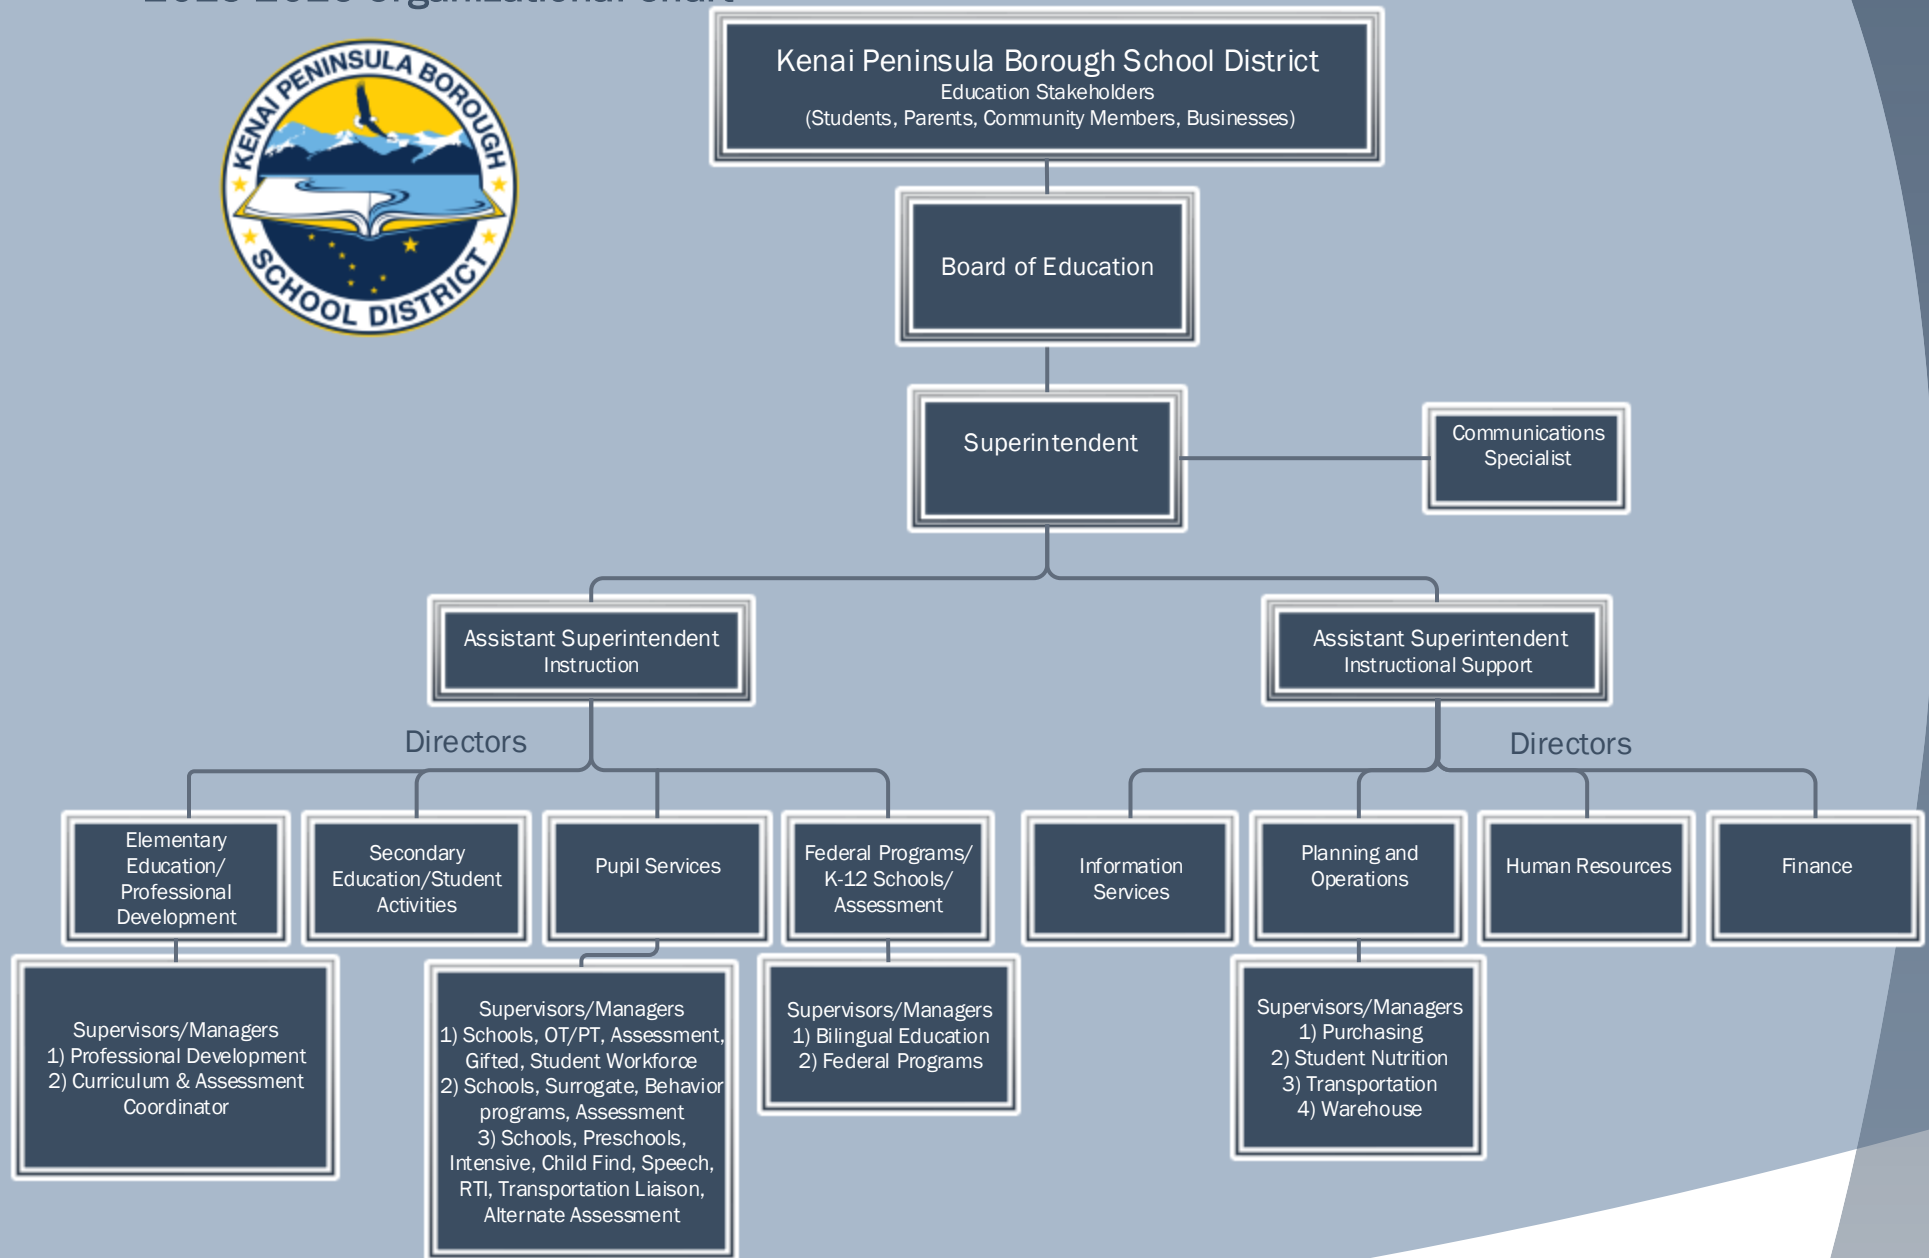 Organizational Chart
KENAI PENINSULA BOROUGH
SCHOOL DISTRICT
Kenai Peninsula Borough School District
Education Stakeholders
(Students, Parents, Community Members, Businesses)
Board of Education
Superintendent
Communications
Specialist
Assistant Superintendent
Instruction
Assistant Superintendent
Instructional Support
Directors
Directors
Elementary
Education/
Professional
Development
Secondary
Education/Student
Activities
Pupil Services
Federal Programs/
K-12 Schools/
Assessment
Information
Services
Planning and
Operations
Human Resources
Finance
Supervisors/Managers
1) Professional Development
2) Curriculum & Assessment
Coordinator
Supervisors/Managers
1) Schools, OT/PT, Assessment,
Gifted, Student Workforce
2) Schools, Surrogate, Behavior
programs, Assessment
3) Schools, Preschools,
Intensive, Child Find, Speech,
RTI, Transportation Liaison,
Alternate Assessment
Supervisors/Managers
1) Bilingual Education
2) Federal Programs
Supervisors/Managers
1) Purchasing
2) Student Nutrition
3) Transportation
4) Warehouse